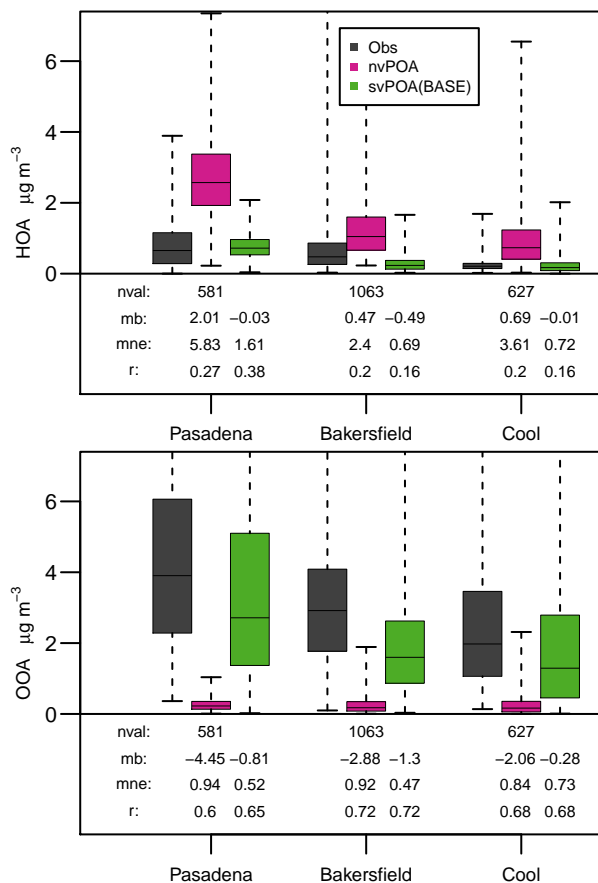 HOA μg m−3
6
4
2
0
Obs
nvPOA
svPOA(BASE)
nval: 581 1063 627
mb: 2.01 −0.03 0.47 −0.49 0.69 −0.01
mne: 5.83 1.61 2.4 0.69 3.61 0.72
r: 0.27 0.38 0.2 0.16 0.2 0.16
Pasadena Bakersfield Cool
OOA μg m−3
6
4
2
0
nval: 581 1063 627
mb: −4.45 −0.81 −2.88 −1.3 −2.06 −0.28
mne: 0.94 0.52 0.92 0.47 0.84 0.73
r: 0.6 0.65 0.72 0.72 0.68 0.68
Pasadena Bakersfield Cool